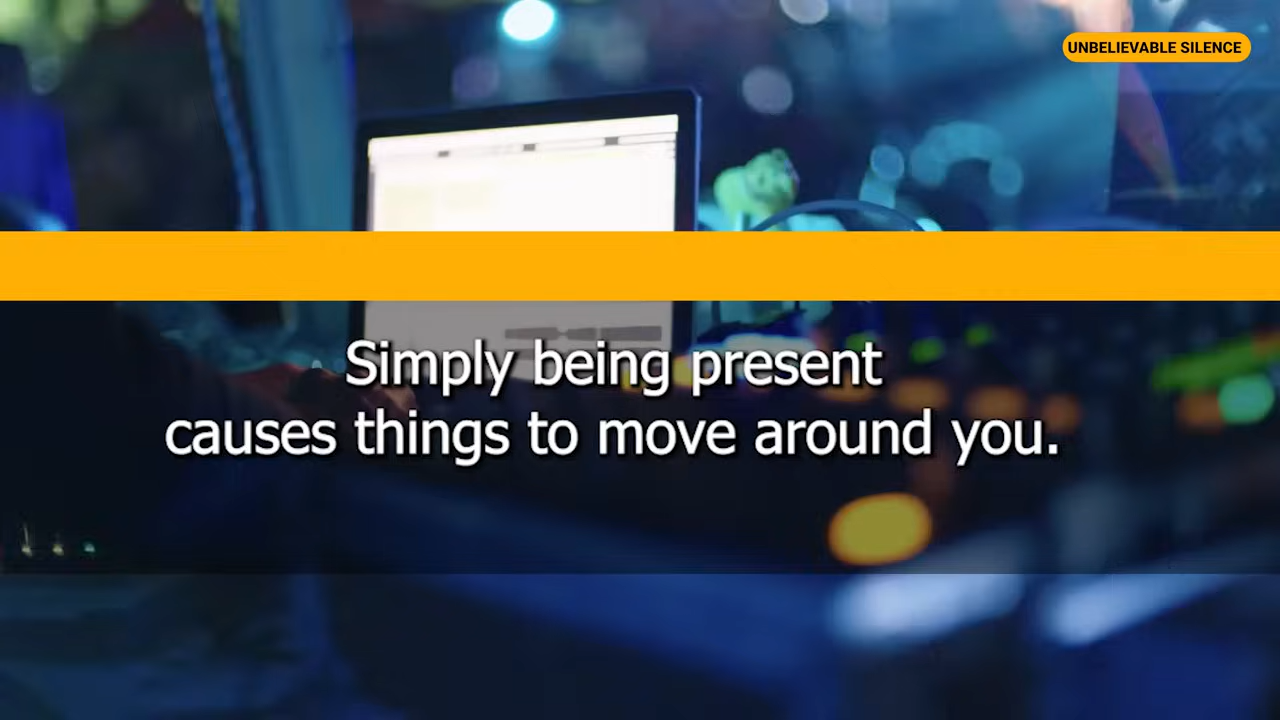 UNBELIEVABLE SILENCE
Simply being present
causes things to move around you.